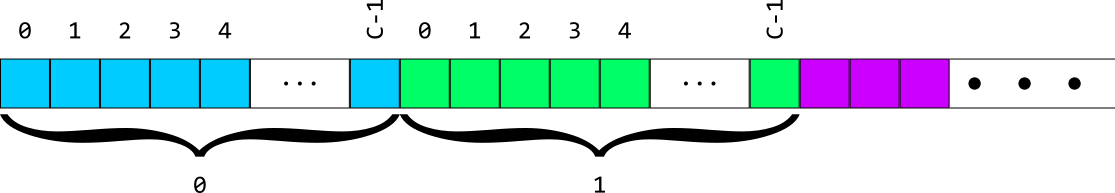 0 1 2 3 4 C-1 0 1 2 3 4 C-1
... ... • • •
0 1